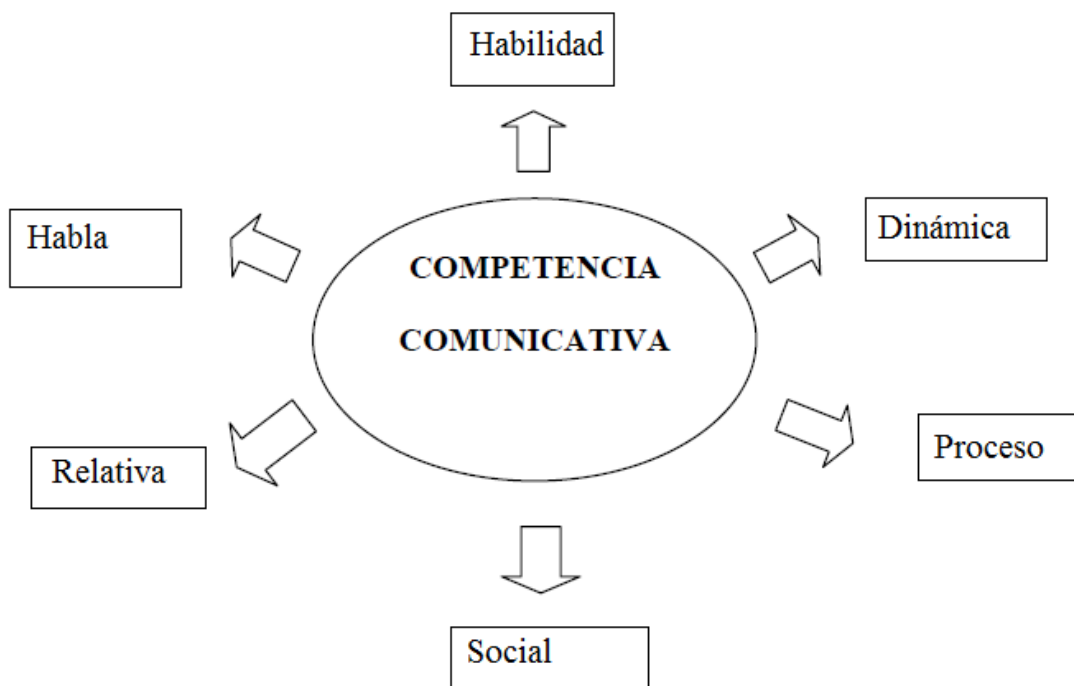 Habilidad
Habla
Dinámica
COMPETENCIA
COMUNICATIVA
Relativa
Proceso
Social